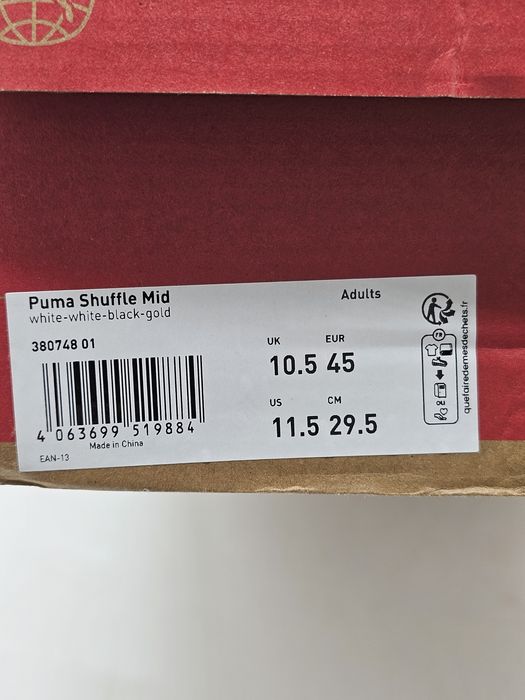 Puma Shuffle Mid
white-white-black-gold
Adults
380748 01
UK EUR
10.5 45
US CM
11.5 29.5
4 063699 519884
Made in China
EAN-13
FR
quefairedemesdechets.fr